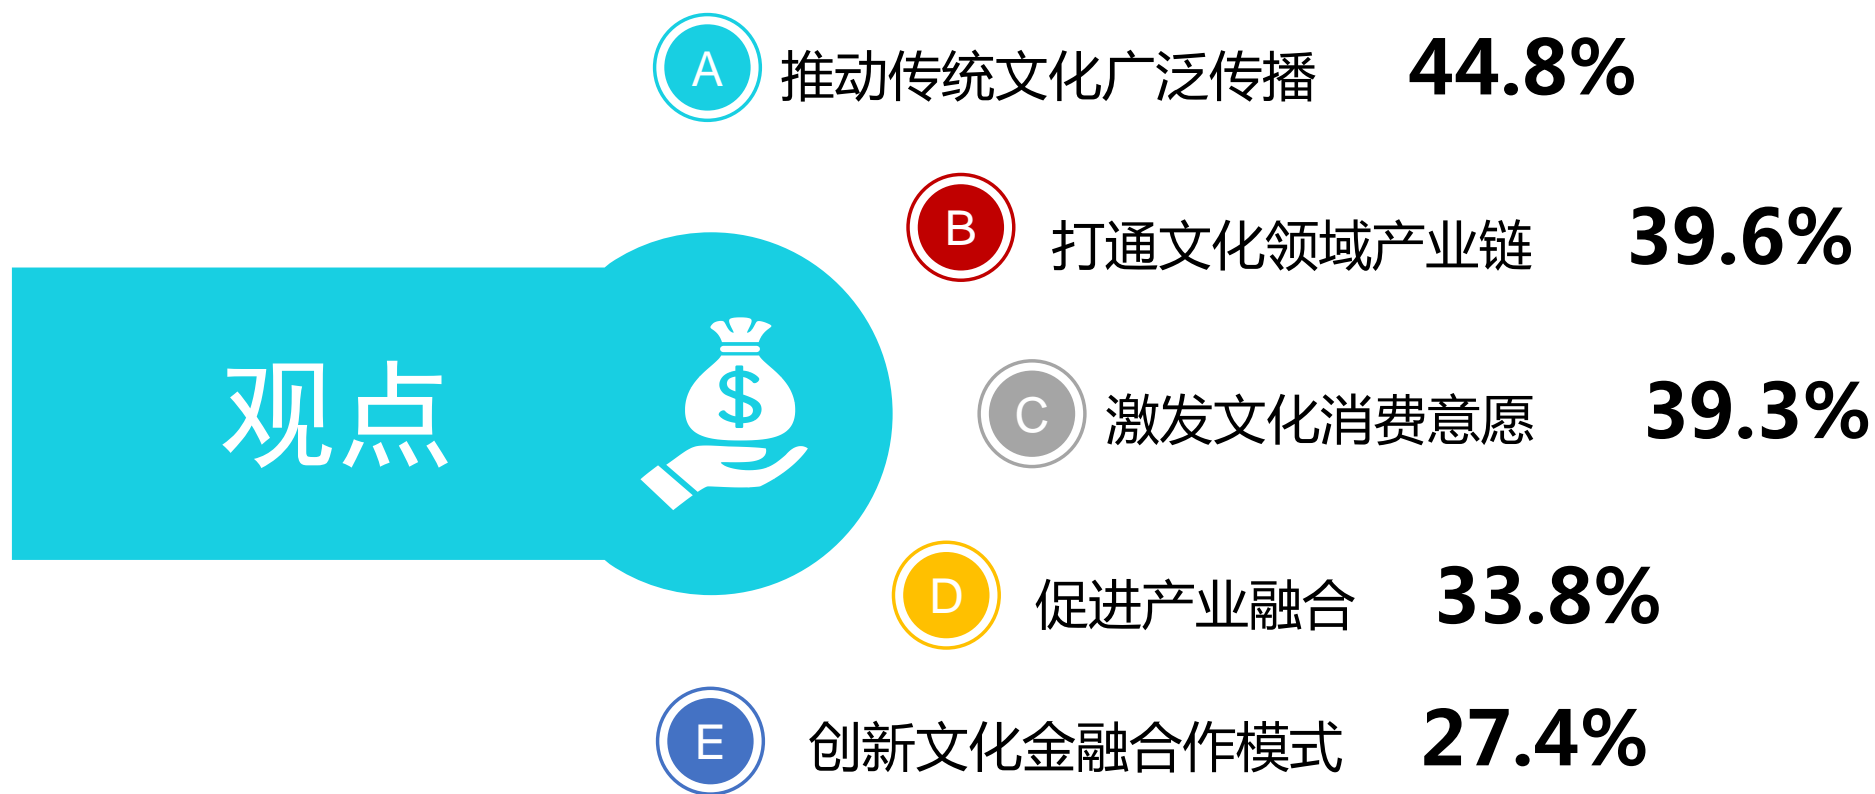 A 推动传统文化广泛传播 44.8%
B 打通文化领域产业链 39.6%
观点
$
C 激发文化消费意愿 39.3%
D 促进产业融合 33.8%
E 创新文化金融合作模式 27.4%